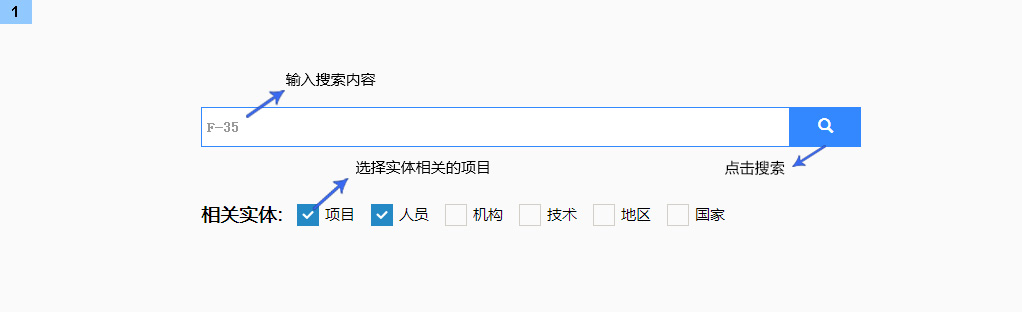 1
输入搜索内容
F-35
选择实体相关的项目
点击搜索
相关实体: 项目 人员 机构 技术 地区 国家